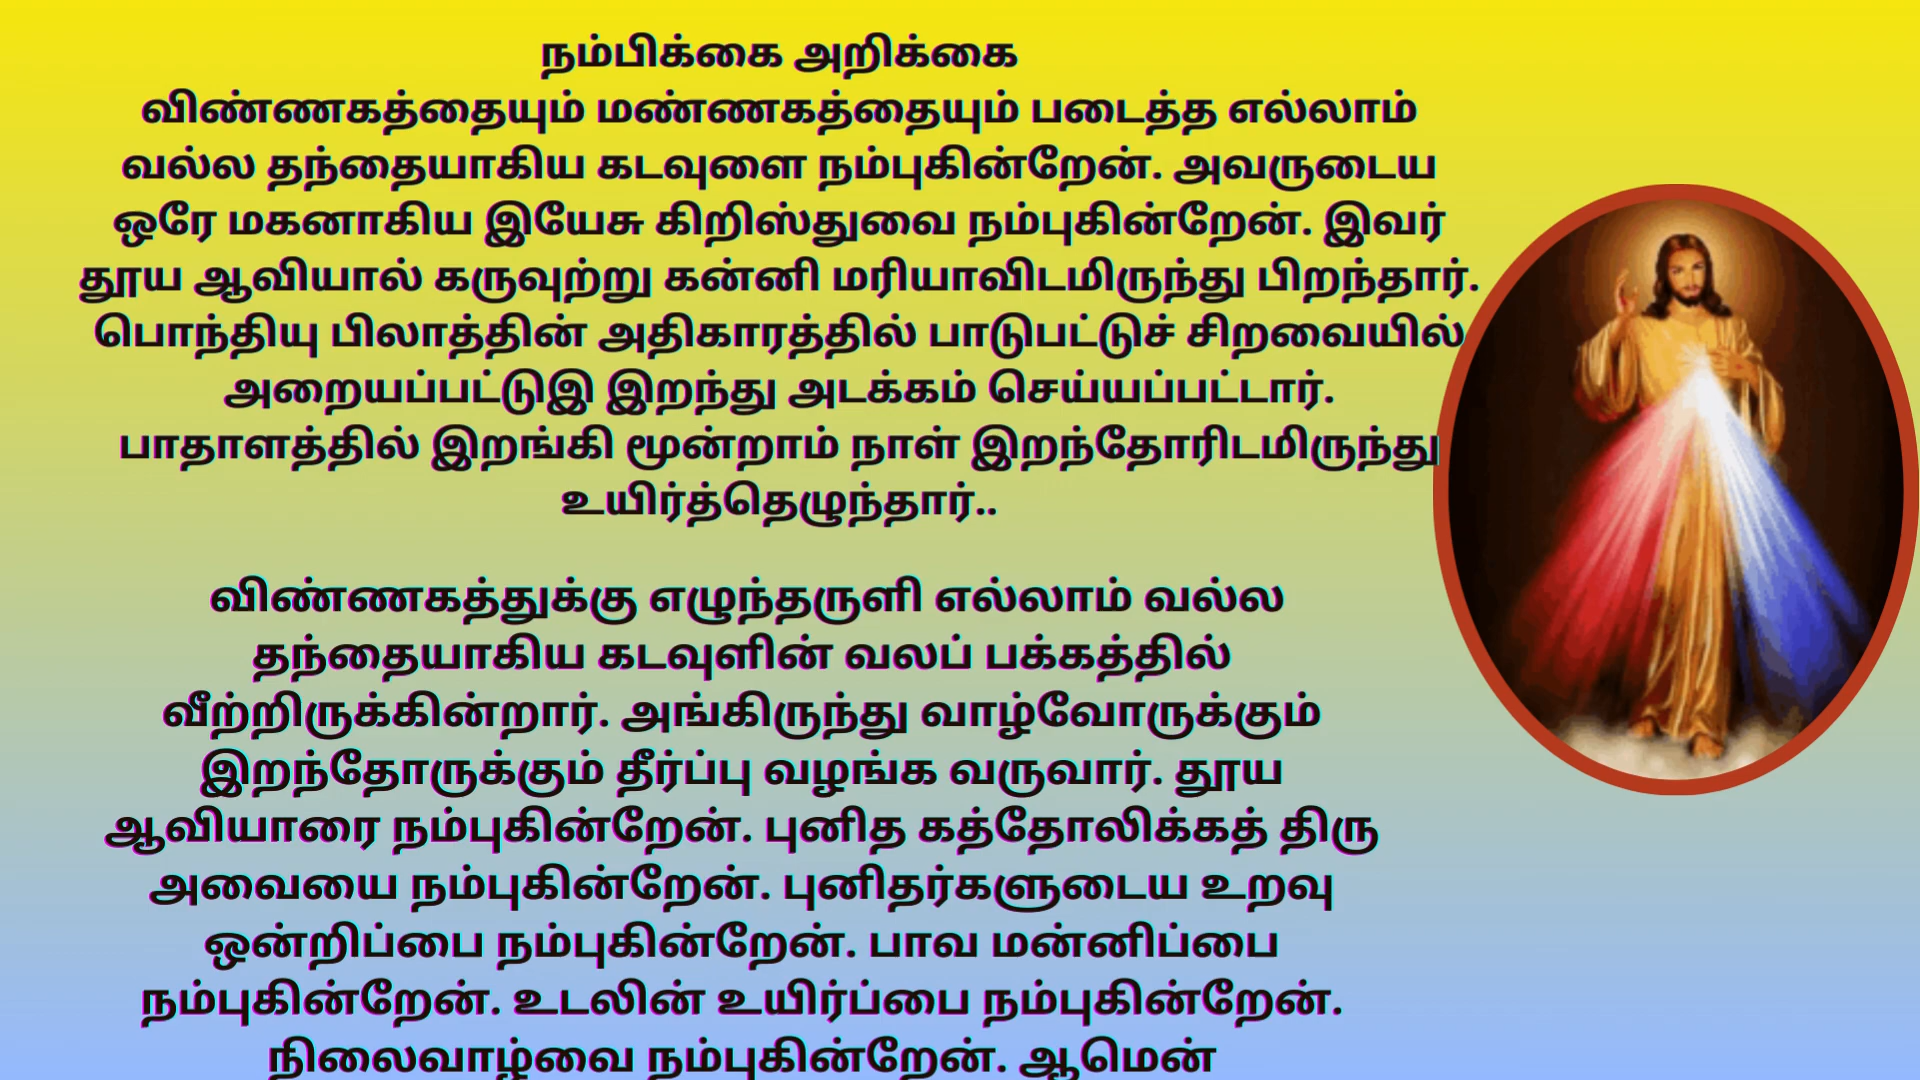 நம்பிக்கை அறிக்கை
விண்ணகத்தையும் மண்ணகத்தையும் படைத்த எல்லாம்
வல்ல தந்தையாகிய கடவுளை நம்புகின்றேன். அவருடைய
ஒரே மகனாகிய இயேசு கிறிஸ்துவை நம்புகின்றேன். இவர்
தூய ஆவியால் கருவுற்று கன்னி மரியாவிடமிருந்து பிறந்தார்.
பொந்தியு பிலாத்தின் அதிகாரத்தில் பாடுபட்டுச் சிறவையில்
அறையப்பட்டுஇ இறந்து அடக்கம் செய்யப்பட்டார்.
பாதாளத்தில் இறங்கி மூன்றாம் நாள் இறந்தோரிடமிருந்து
உயிர்த்தெழுந்தார்..
விண்ணகத்துக்கு எழுந்தருளி எல்லாம் வல்ல
தந்தையாகிய கடவுளின் வலப் பக்கத்தில்
வீற்றிருக்கின்றார். அங்கிருந்து வாழ்வோருக்கும்
இறந்தோருக்கும் தீர்ப்பு வழங்க வருவார். தூய
ஆவியாரை நம்புகின்றேன். புனித கத்தோலிக்கத் திரு
அவையை நம்புகின்றேன். புனிதர்களுடைய உறவு
ஒன்றிப்பை நம்புகின்றேன். பாவ மன்னிப்பை
நம்புகின்றேன். உடலின் உயிர்ப்பை நம்புகின்றேன்.
நிலைவாழ்வை நம்புகின்றேன். ஆமென்